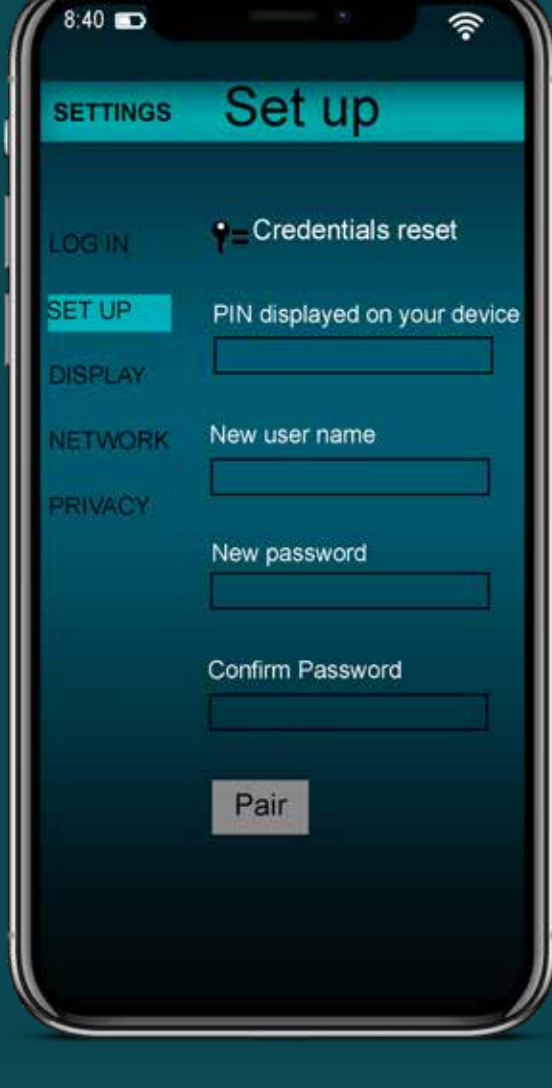 8:40
SETTINGS Set up
LOG IN
SET UP
DISPLAY
NETWORK
PRIVACY
Credentials reset
PIN displayed on your device
New user name
New password
Confirm Password
Pair